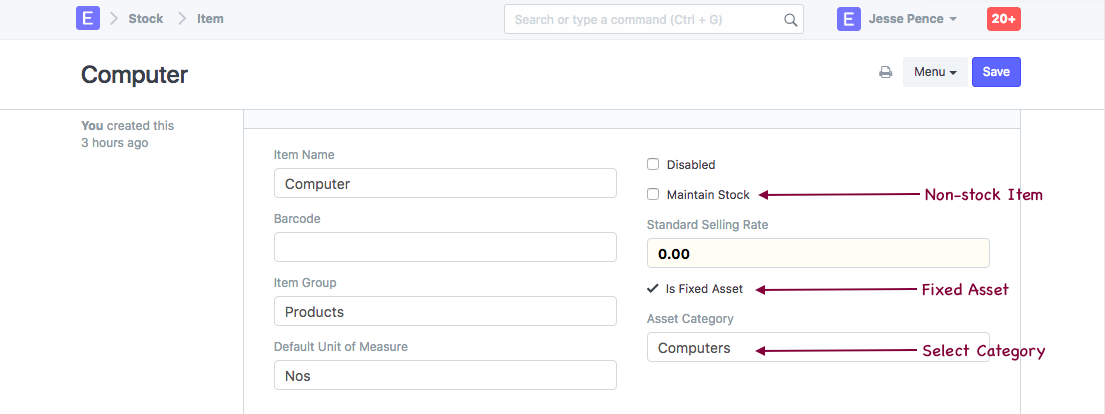 E Stock Item
Search or type a command (Ctrl + G)
E Jesse Pence
20+
Computer
Menu
Save
You created this
3 hours ago
Item Name
Computer
Barcode
Item Group
Products
Default Unit of Measure
Nos
Disabled
Maintain Stock
Non-stock Item
Standard Selling Rate
0.00
Is Fixed Asset
Fixed Asset
Asset Category
Computers
Select Category